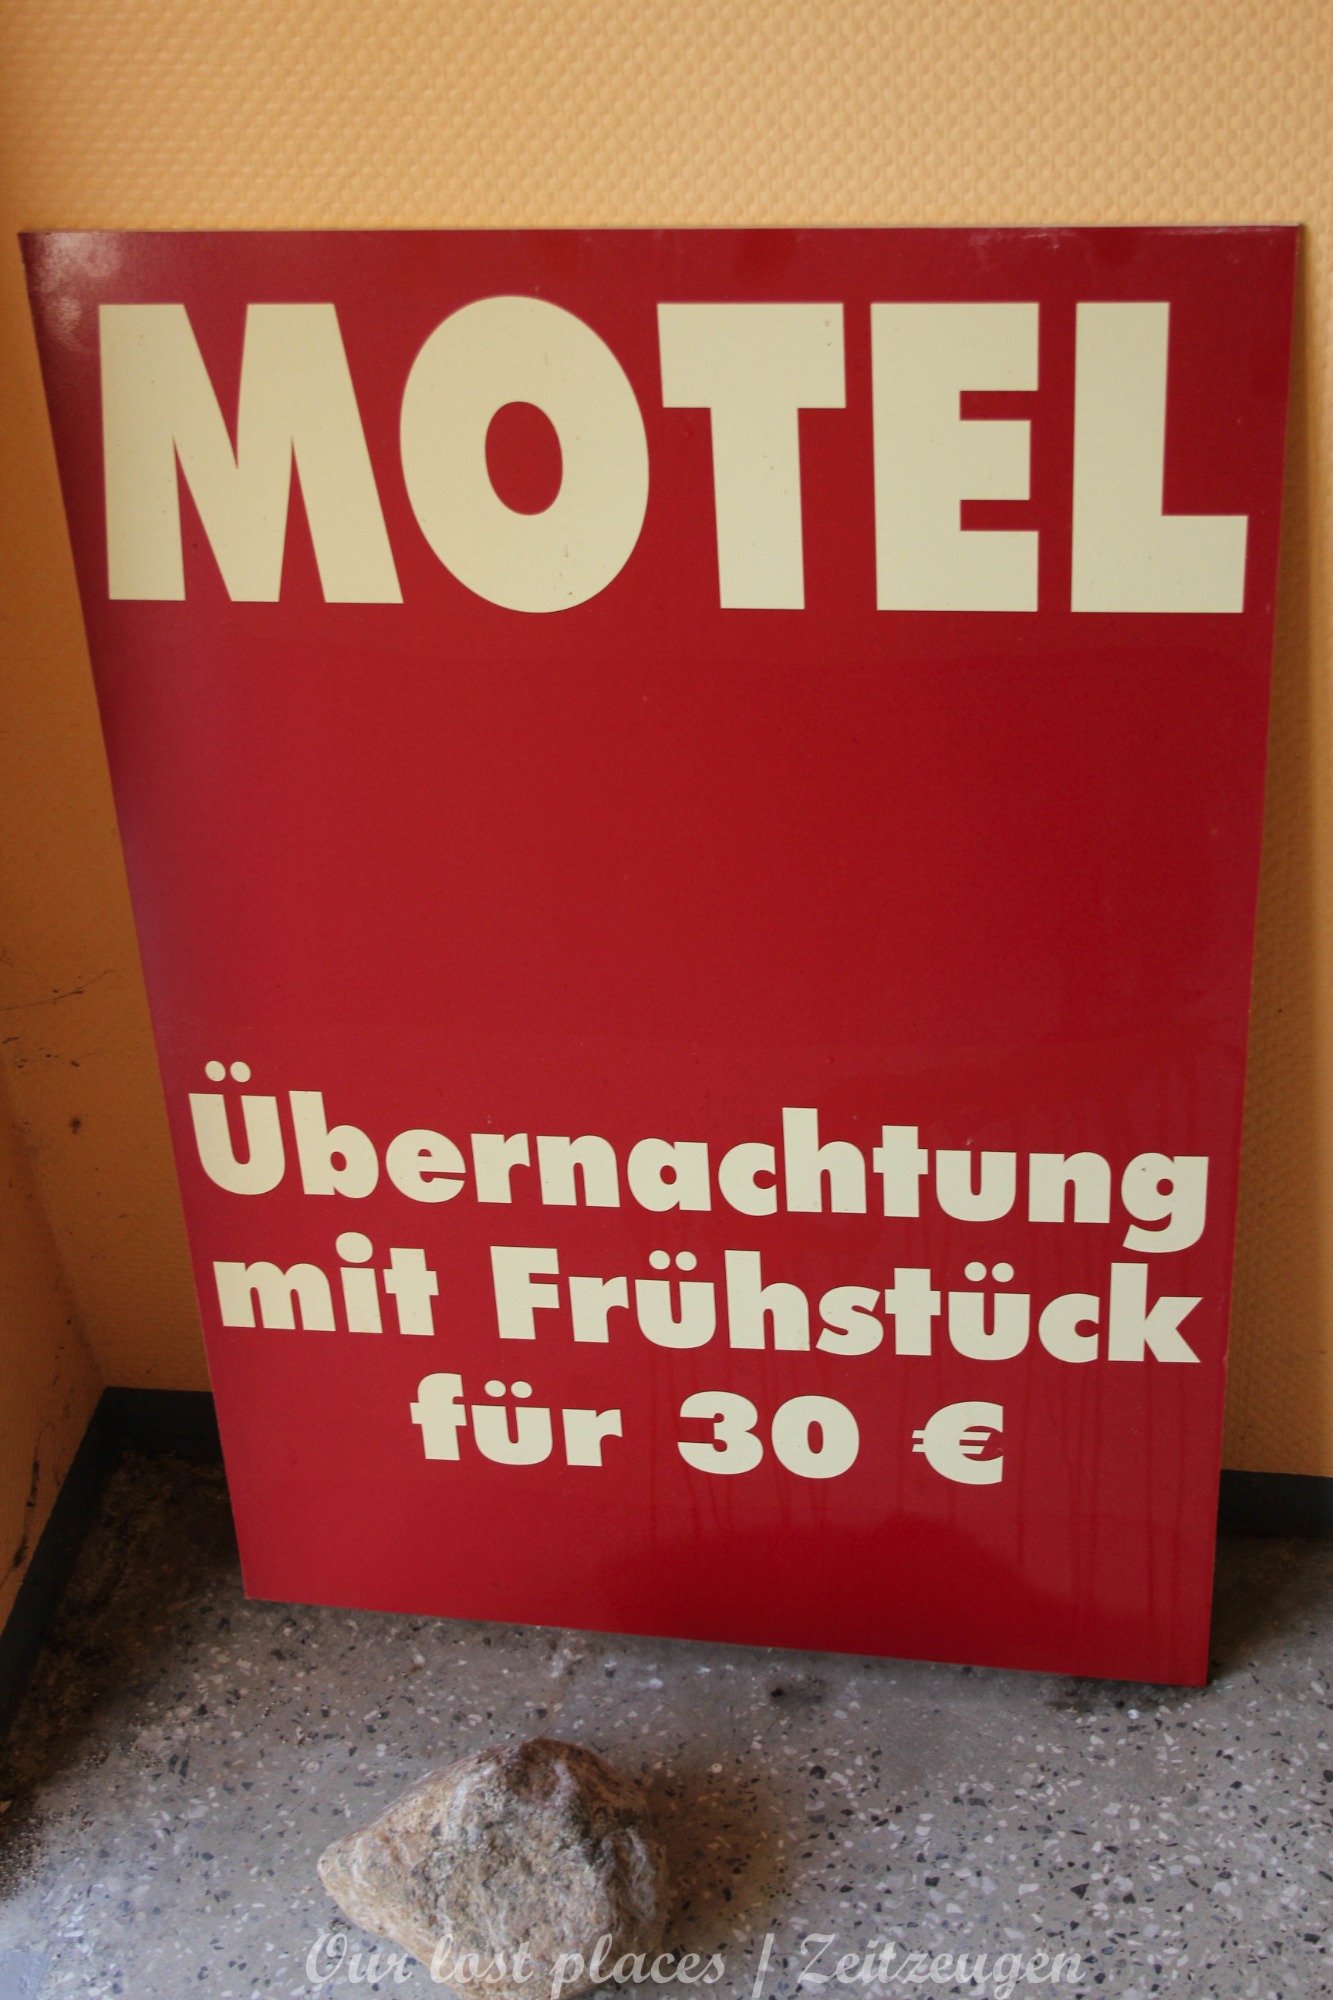 MOTEL
Übernachtung
mit Frühstück
für 30 €
Our lost places | Zeitzeugen